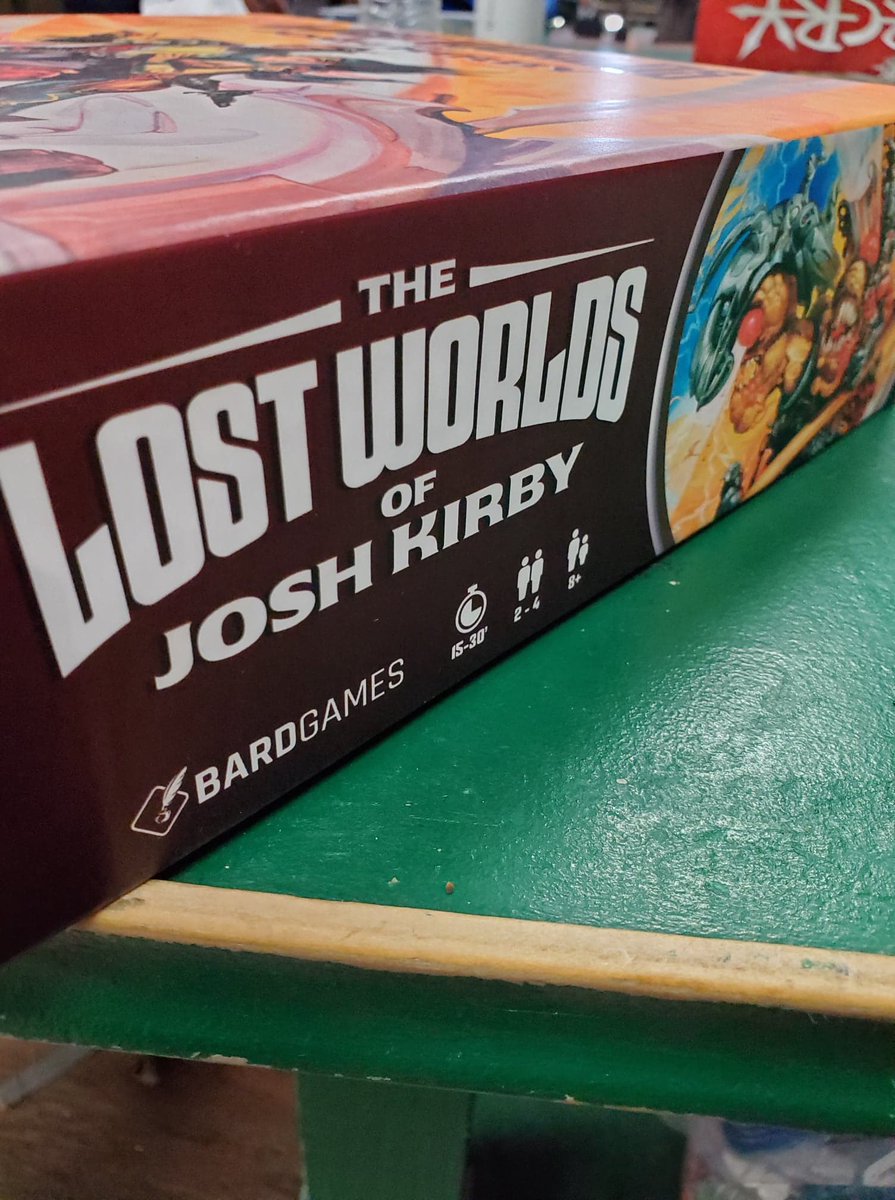 THE
LOST WORLDS
OF
JOSH KIRBY
15-30'
2-4
8+
BARDGAMES